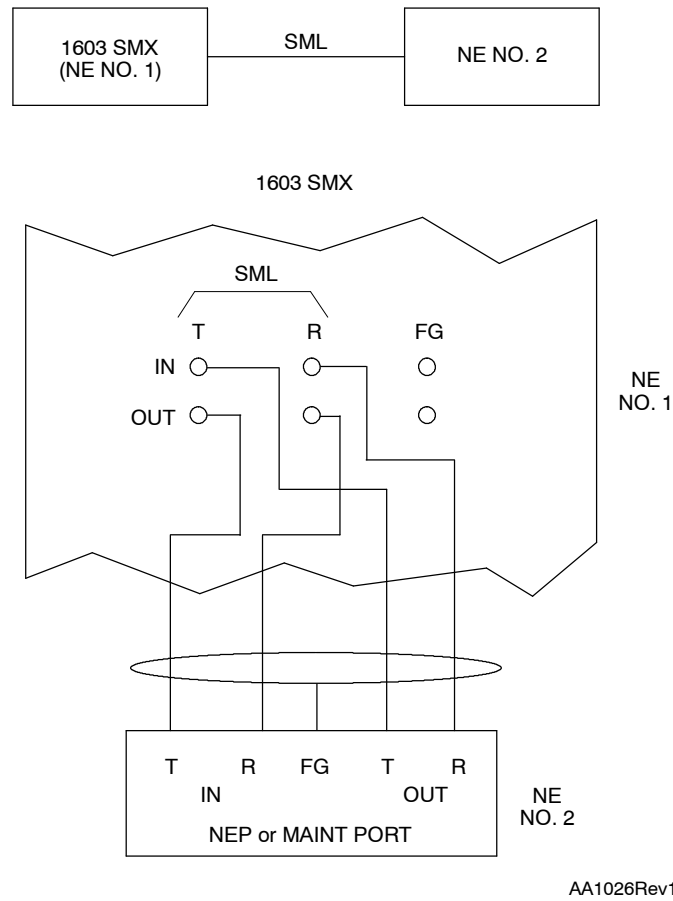 1603 SMX
(NE NO. 1)
SML
NE NO. 2
1603 SMX
SML
T R FG
IN
OUT
NE
NO. 1
T R FG T R
IN OUT
NEP or MAINT PORT
NE
NO. 2
AA1026Rev1